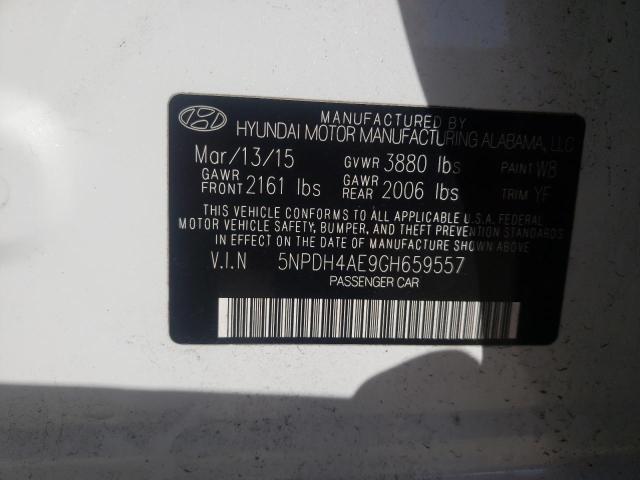 MANUFACTURED BY
HYUNDAI MOTOR MANUFACTURING ALABAMA, LLC
Mar/13/15 GVWR 3880 lbs PAINT W8
GAWR FRONT 2161 lbs GAWR REAR 2006 lbs TRIM YF
THIS VEHICLE CONFORMS TO ALL APPLICABLE U.S.A. FEDERAL
MOTOR VEHICLE SAFETY, BUMPER, AND THEFT PREVENTION STANDARDS
IN EFFECT ON THE DATE OF MANUFACTURE SHOWN ABOVE.
V.I.N 5NPDH4AE9GH659557
PASSENGER CAR